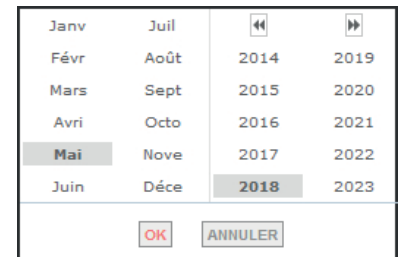 Janv Juil
Févr Août 2014 2019
Mars Sept 2015 2020
Avri Octo 2016 2021
Mai Nove 2017 2022
Juin Déce 2018 2023
OK ANNULER